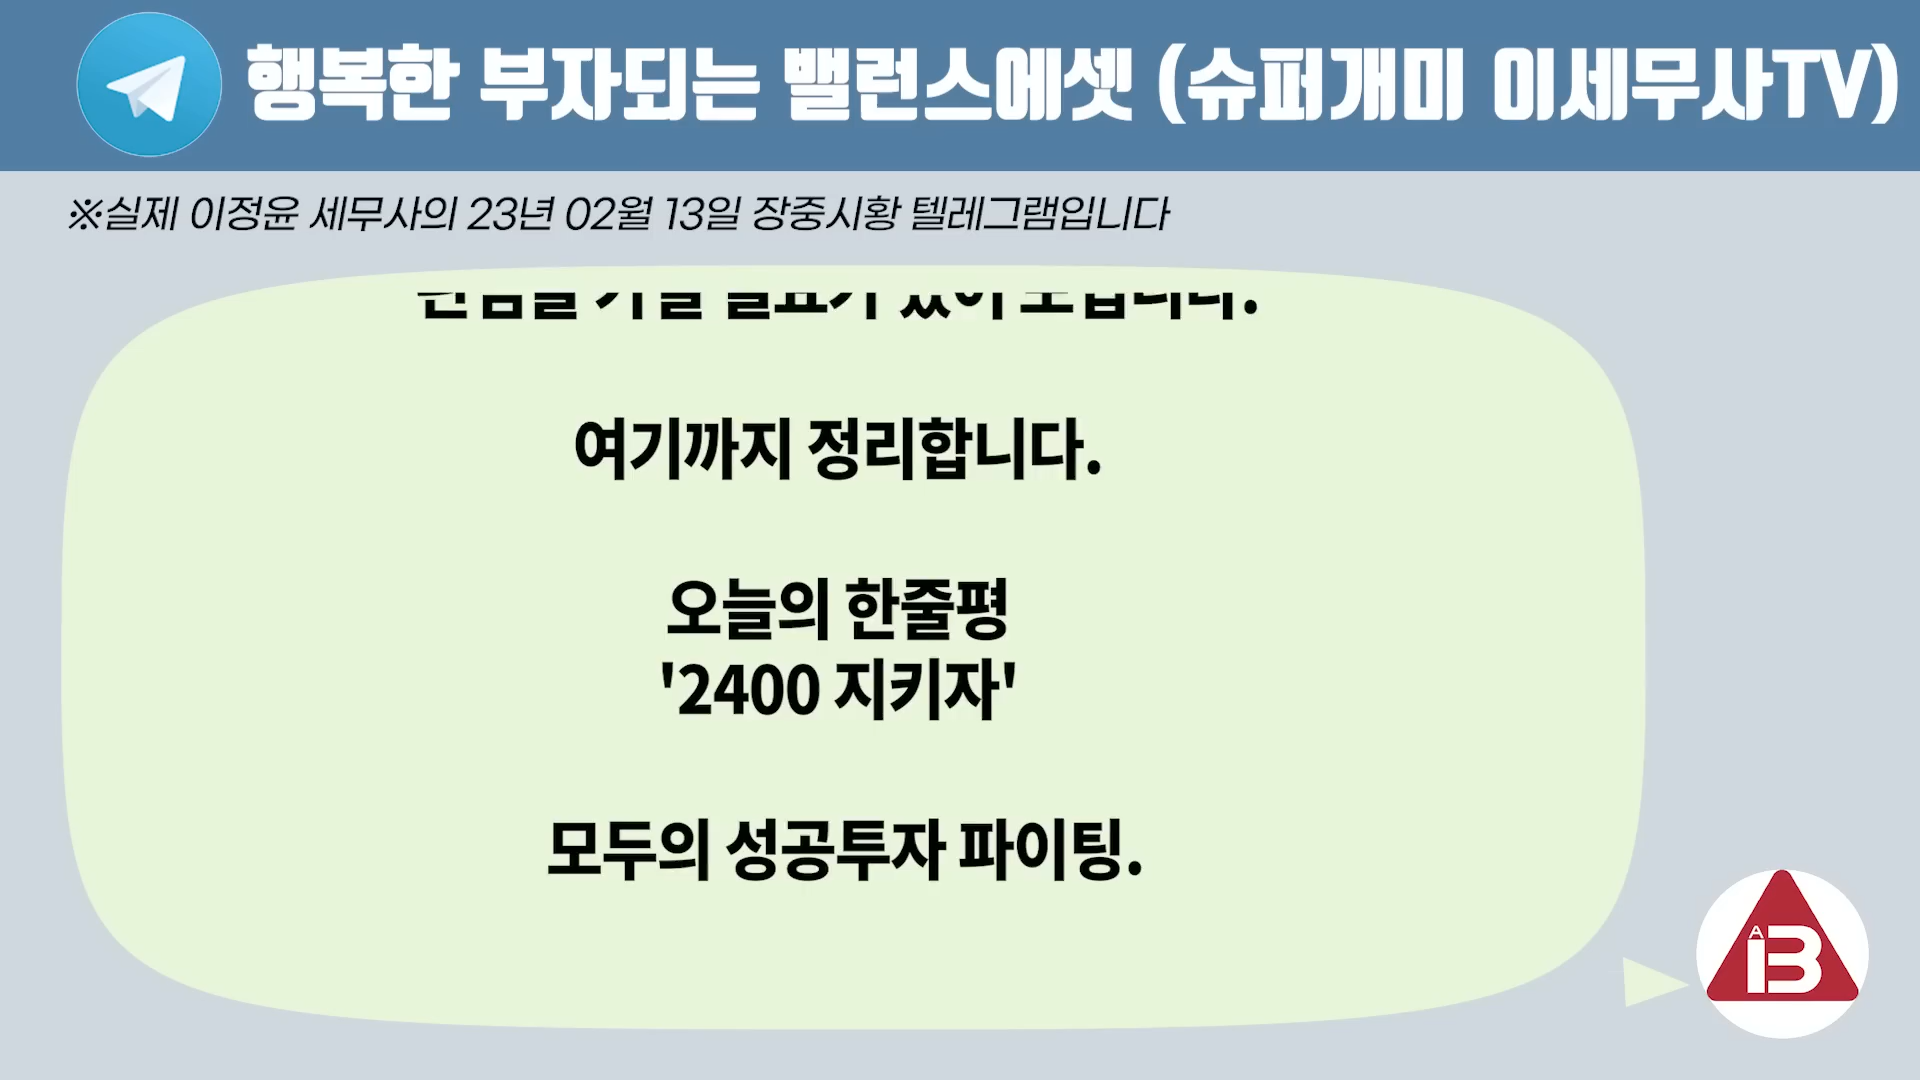 행복한 부자되는 밸런스에셋 (슈퍼개미 이세무사TV)
※실제 이정윤 세무사의 23년 02월 13일 장중시황 텔레그램입니다
여기까지 정리합니다.
오늘의 한줄평
'2400 지키자'
모두의 성공투자 파이팅.
AiB